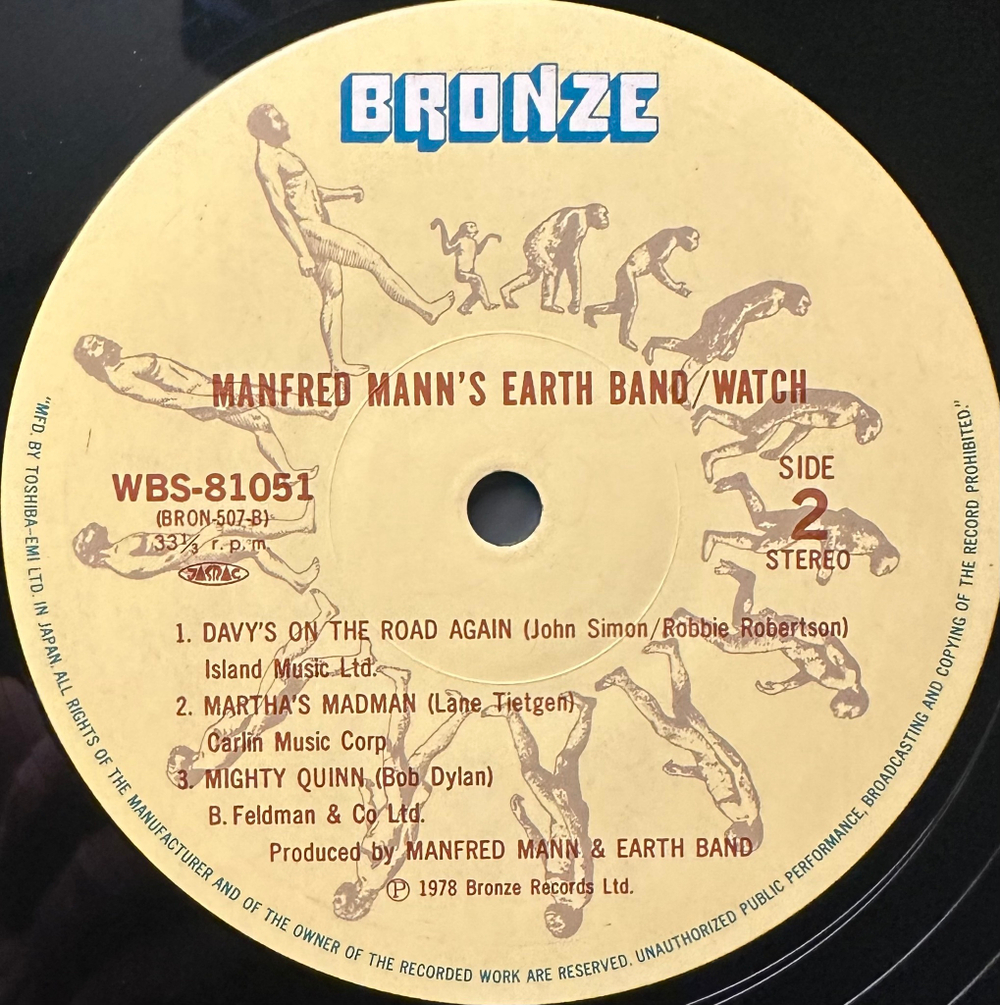 BRONZE
MANFRED MANN'S EARTH BAND/WATCH
WBS-81051
(BRON-507-B)
33⅓ r.p.m.
JASRAC
SIDE
2
STEREO
1. DAVY'S ON THE ROAD AGAIN (John Simon/Robbie Robertson)
Island Music Ltd.
2. MARTHA'S MADMAN (Lane Tietgen)
Carlin Music Corp
3. MIGHTY QUINN (Bob Dylan)
B. Feldman & Co Ltd.
Produced by MANFRED MANN & EARTH BAND
Ⓟ 1978 Bronze Records Ltd.
"MFD. BY TOSHIBA-EMI LTD. IN JAPAN. ALL RIGHTS OF THE MANUFACTURER AND OF THE OWNER OF THE RECORDED WORK ARE RESERVED. UNAUTHORIZED PUBLIC PERFORMANCE, BROADCASTING AND COPYING OF THE RECORD PROHIBITED."